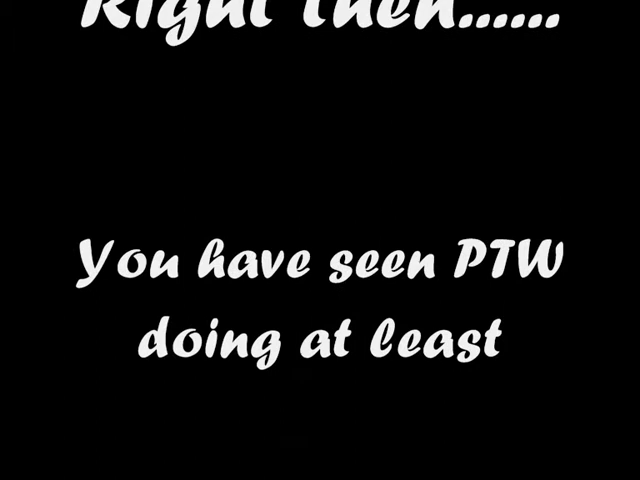 Right then......
You have seen PTW
doing at least